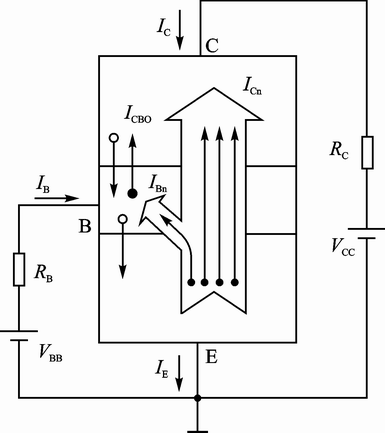 I_C
C
I_Cn
I_CBO
R_C
I_B
I_Bn
B
V_CC
R_B
V_BB
E
I_E